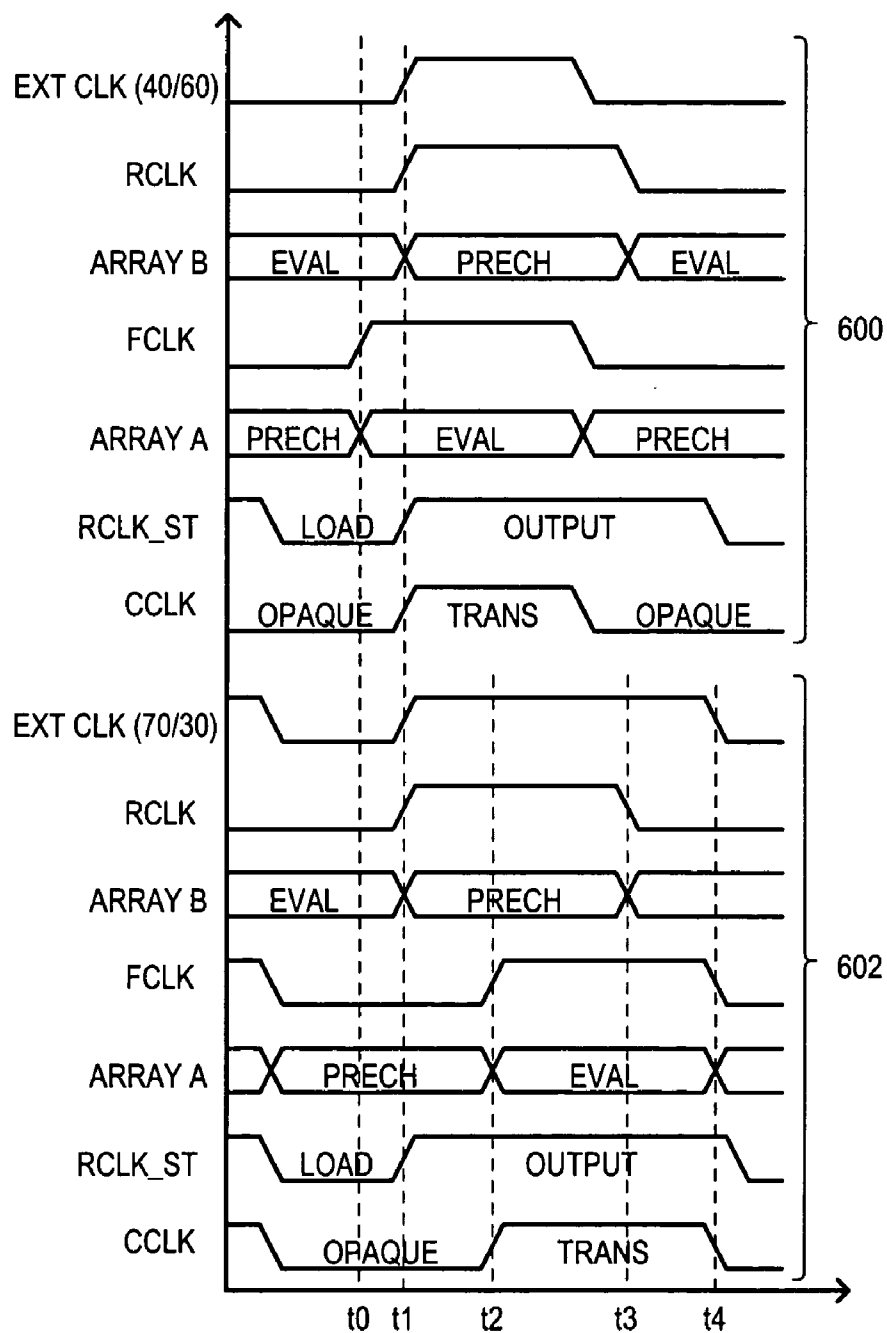 EXT CLK (40/60)
RCLK
ARRAY B EVAL PRECH EVAL
FCLK
600
ARRAY A PRECH EVAL PRECH
RCLK_ST LOAD OUTPUT
CCLK OPAQUE TRANS OPAQUE
EXT CLK (70/30)
RCLK
ARRAY B EVAL PRECH
FCLK
602
ARRAY A PRECH EVAL
RCLK_ST LOAD OUTPUT
CCLK OPAQUE TRANS
t0 t1 t2 t3 t4